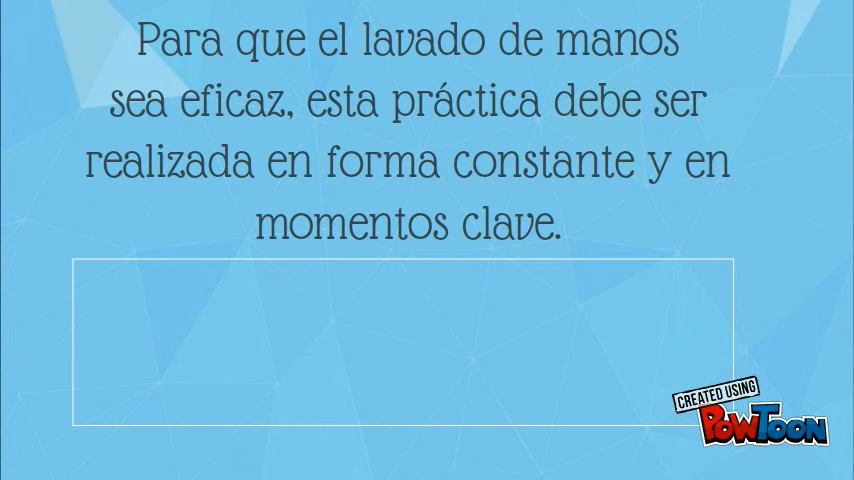 Para que el lavado de manos
sea eficaz, esta práctica debe ser
realizada en forma constante y en
momentos clave.
CREATED USING
POWTOON